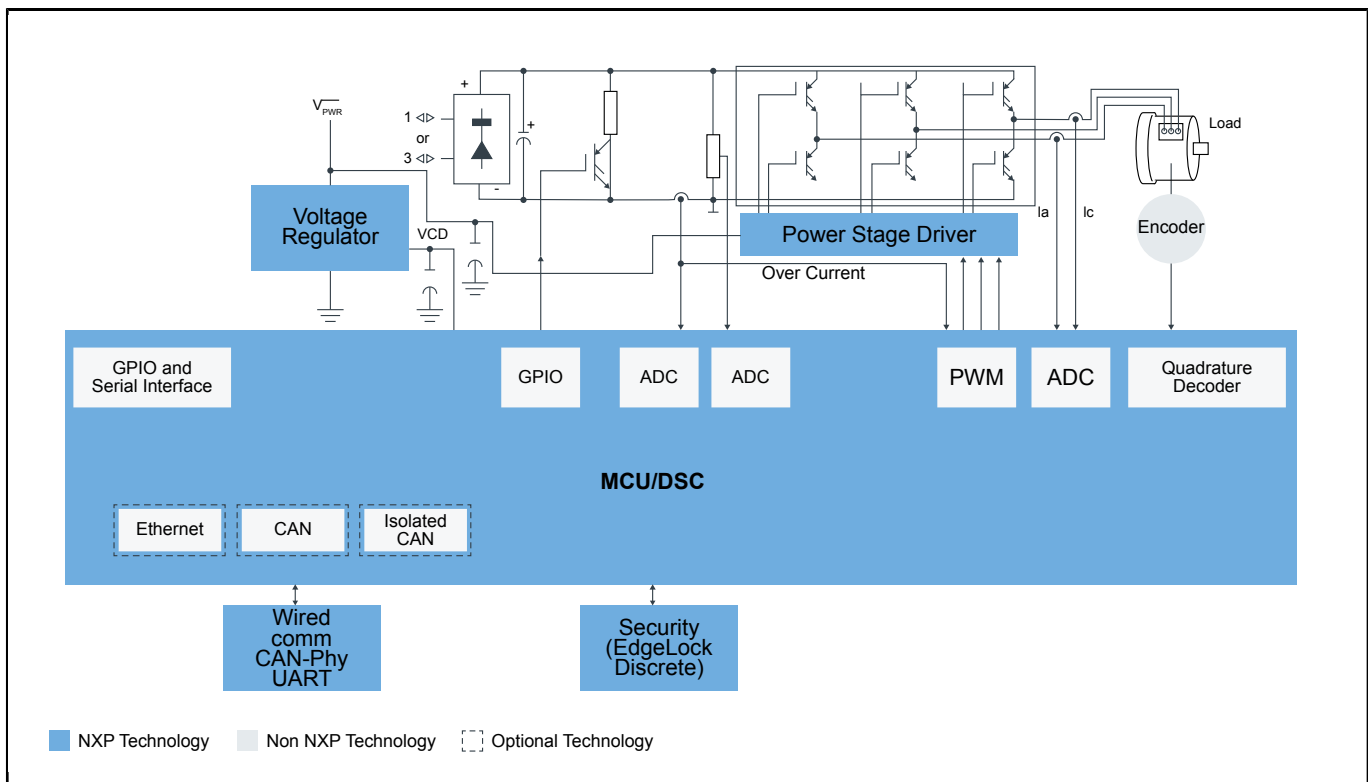 +
V
PWR
1
or
3
-
+
Load
Voltage
Regulator
VCD
Power Stage Driver
Ia
Ic
Encoder
Over Current
GPIO and
Serial Interface
GPIO
ADC
ADC
PWM
ADC
Quadrature
Decoder
MCU/DSC
Ethernet
CAN
Isolated
CAN
Wired
comm
CAN-Phy
UART
Security
(EdgeLock
Discrete)
NXP Technology
Non NXP Technology
Optional Technology